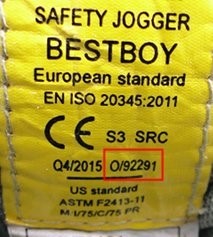 SAFETY JOGGER
BESTBOY
European standard
EN ISO 20345:2011
CE S3 SRC
Q4/2015 O/92291
US standard
ASTM F2413-11
M I/75/C/75 PR